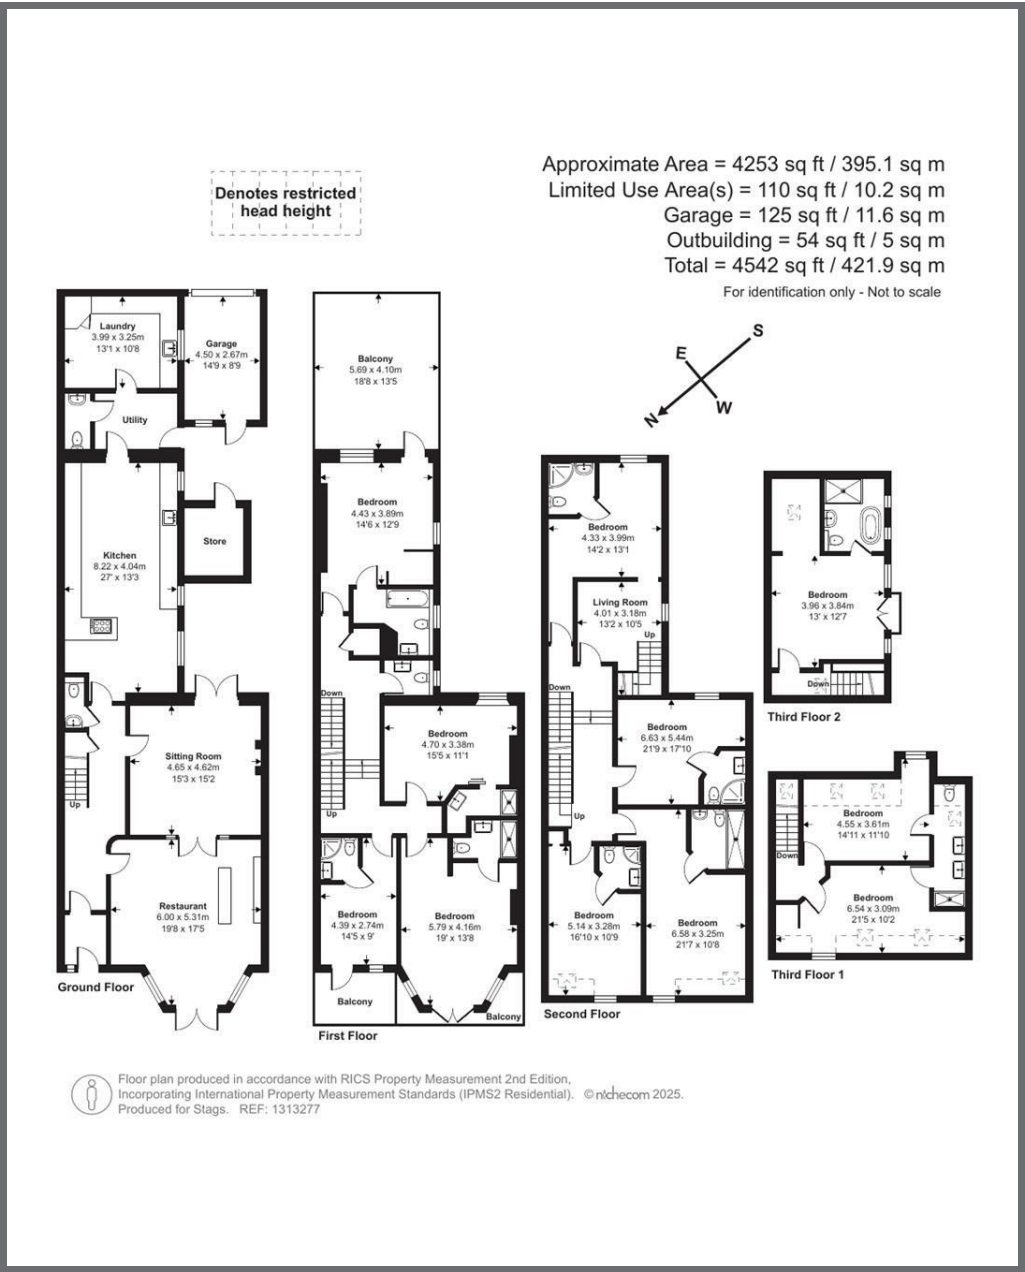 Approximate Area = 4253 sq ft / 395.1 sq m
Limited Use Area(s) = 110 sq ft / 10.2 sq m
Garage = 125 sq ft / 11.6 sq m
Outbuilding = 54 sq ft / 5 sq m
Total = 4542 sq ft / 421.9 sq m
For identification only - Not to scale
Denotes restricted
head height
S
E
W
N
Laundry
3.99 x 3.25m
13'1 x 10'8
Garage
4.50 x 2.67m
14'9 x 8'9
Utility
Kitchen
8.22 x 4.04m
27' x 13'3
Store
Sitting Room
4.65 x 4.62m
15'3 x 15'2
Up
Restaurant
6.00 x 5.31m
19'8 x 17'5
Ground Floor
Balcony
5.69 x 4.10m
18'8 x 13'5
Bedroom
4.43 x 3.89m
14'6 x 12'9
Down
Bedroom
4.70 x 3.38m
15'5 x 11'1
Up
Bedroom
4.39 x 2.74m
14'5 x 9'
Bedroom
5.79 x 4.16m
19' x 13'8
Balcony
Balcony
First Floor
Bedroom
4.33 x 3.99m
14'2 x 13'1
Living Room
4.01 x 3.18m
13'2 x 10'5
Up
Down
Bedroom
6.63 x 5.44m
21'9 x 17'10
Up
Bedroom
5.14 x 3.28m
16'10 x 10'9
Bedroom
6.58 x 3.25m
21'7 x 10'8
Second Floor
Bedroom
3.96 x 3.84m
13' x 12'7
Down
Third Floor 2
Bedroom
4.55 x 3.61m
14'11 x 11'10
Down
Bedroom
6.54 x 3.09m
21'5 x 10'2
Third Floor 1
Floor plan produced in accordance with RICS Property Measurement 2nd Edition,
Incorporating International Property Measurement Standards (IPMS2 Residential). © nichecom 2025.
Produced for Stags. REF: 1313277